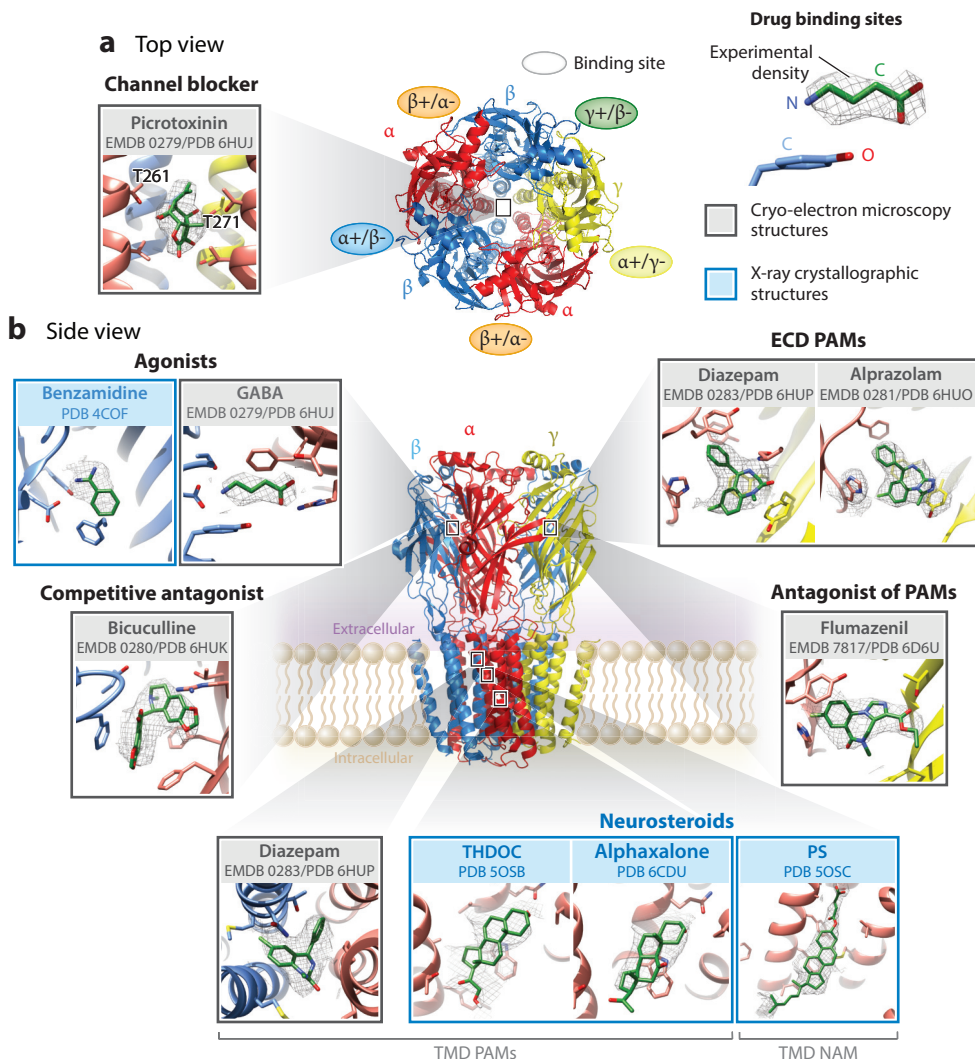 a Top view
Channel blocker
Picrotoxinin
EMDB 0279/PDB 6HUJ
T261
T271
Binding site
β+/α-
β
γ+/β-
α
γ
α+/β-
α+/γ-
β
α
β+/α-
Drug binding sites
Experimental
density
C
N
C
O
Cryo-electron microscopy
structures
X-ray crystallographic
structures
b Side view
Agonists
Benzamidine
PDB 4COF
GABA
EMDB 0279/PDB 6HUJ
ECD PAMs
Diazepam
EMDB 0283/PDB 6HUP
Alprazolam
EMDB 0281/PDB 6HUO
β
α
γ
Competitive antagonist
Bicuculline
EMDB 0280/PDB 6HUK
Extracellular
Intracellular
Antagonist of PAMs
Flumazenil
EMDB 7817/PDB 6D6U
Diazepam
EMDB 0283/PDB 6HUP
Neurosteroids
THDOC
PDB 5OSB
Alphaxalone
PDB 6CDU
PS
PDB 5OSC
TMD PAMs
TMD NAM